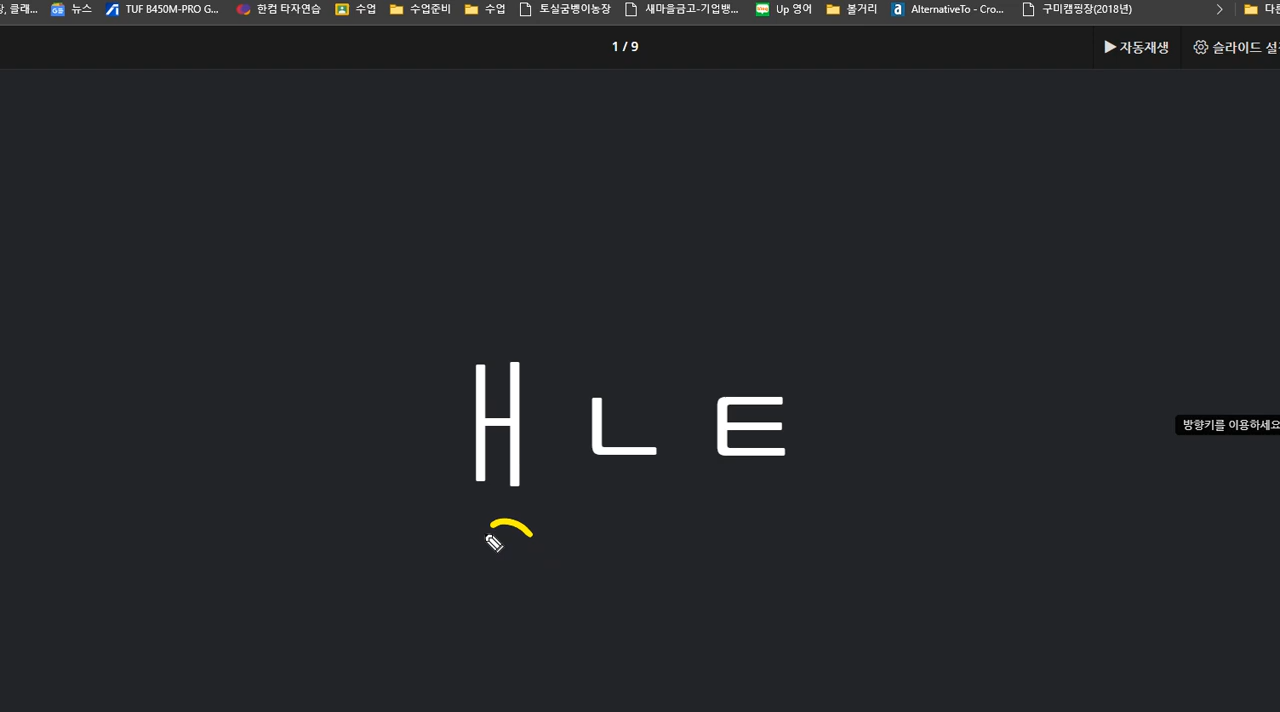 , 클래... 뉴스 TUF B450M-PRO G... 한컴 타자연습 수업 수업준비 수업 토실굼벵이농장 새마을금고-기업뱅... Up 영어 볼거리 AlternativeTo - Cro... 구미캠핑장(2018년) 다른
1 / 9 ▶ 자동재생 슬라이드 설
ㅐ ㄴ ㅌ
방향키를 이용하세요